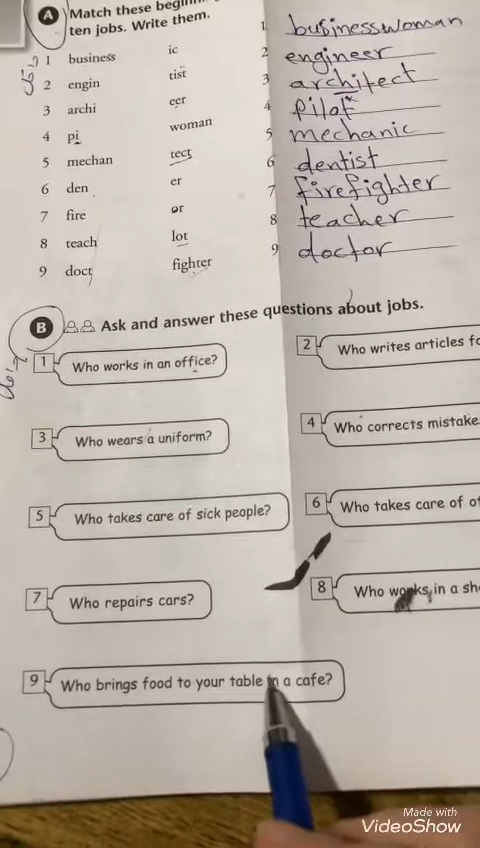 A Match these
ten jobs. Write them.
1 business ic 1 businesswoman
2 engin tist 2 engineer
3 archi eer 3 architect
4 pi woman 4 pilot
5 mechan tect 5 mechanic
6 den er 6 dentist
7 fire or 7 firefighter
8 teach lot 8 teacher
9 doct fighter 9 doctor
B Ask and answer these questions about jobs.
1 Who works in an office?
2 Who writes articles
3 Who wears a uniform?
4 Who corrects
5 Who takes care of sick people?
6 Who takes care of
7 Who repairs cars?
8 Who works in a
9 Who brings food to your table in a cafe?
Made with
VideoShow